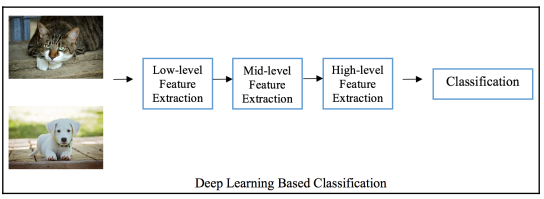 Low-level
Feature
Extraction
Mid-level
Feature
Extraction
High-level
Feature
Extraction
Classification
Deep Learning Based Classification